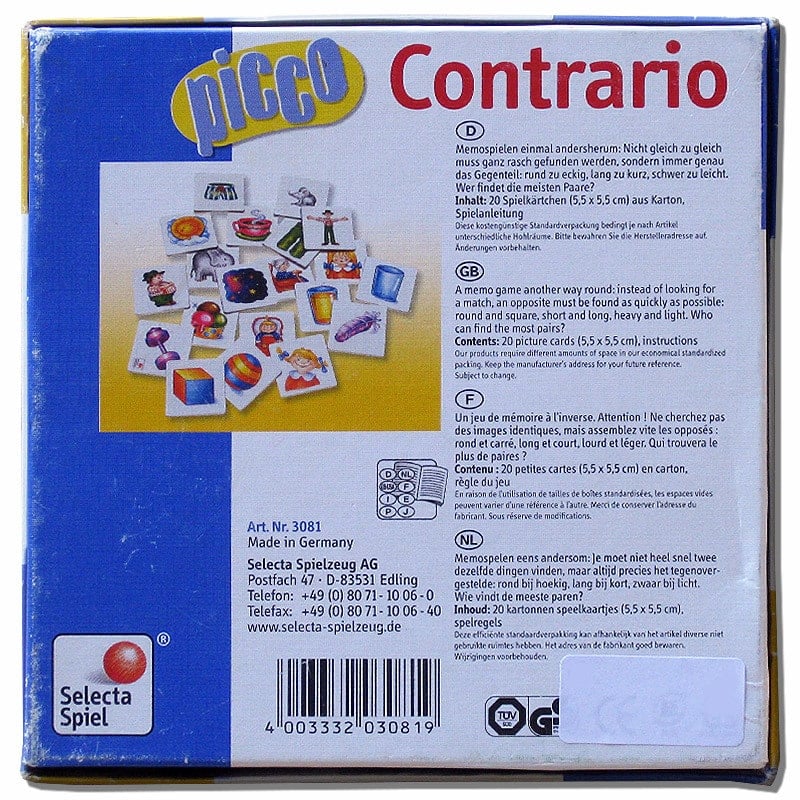 picco
Contrario
D
Memospielen einmal andersherum: Nicht gleich zu gleich
muss ganz rasch gefunden werden, sondern immer genau
das Gegenteil: rund zu eckig, lang zu kurz, schwer zu leicht.
Wer findet die meisten Paare?
Inhalt: 20 Spielkärtchen (5,5 x 5,5 cm) aus Karton,
Spielanleitung
Diese kostengünstige Standardverpackung bedingt je nach Artikel
unterschiedliche Hohlräume. Bitte bewahren Sie die Herstelleradresse auf.
Änderungen vorbehalten.
GB
A memo game another way round: instead of looking for
a match, an opposite must be found as quickly as possible:
round and square, short and long, heavy and light. Who
can find the most pairs?
Contents: 20 picture cards (5,5 x 5,5 cm), instructions
Our products require different amounts of space in our economical standardized
packing. Keep the manufacturer's address for your future reference.
Subject to change.
F
Un jeu de mémoire à l'inverse. Attention ! Ne cherchez pas
des images identiques, mais assemblez vite les opposés :
rond et carré, long et court, lourd et léger. Qui trouvera le
plus de paires ?
Contenu : 20 petites cartes (5,5 x 5,5 cm) en carton,
règle du jeu
En raison de l'utilisation de tailles de boîtes standardisées, les espaces vides
peuvent varier d'une référence à l'autre. Merci de conserver l'adresse du
fabricant. Sous réserve de modifications.
NL
Memospelen eens andersom: Je moet niet heel snel twee
dezelfde dingen vinden, maar altijd precies het tegenover-
gestelde: rond bij hoekig, lang bij kort, zwaar bij licht.
Wie vindt de meeste paren?
Inhoud: 20 kartonnen speelkaartjes (5,5 x 5,5 cm),
spelregels
Deze efficiënte standaardverpakking kan afhankelijk van het artikel diverse niet
gebruikte ruimtes hebben. Het adres van de fabrikant goed bewaren.
Wijzigingen voorbehouden.
D NL
F
I E
P J
Art. Nr. 3081
Made in Germany
Selecta Spielzeug AG
Postfach 47 · D-83531 Edling
Telefon: +49 (0) 80 71- 10 06 - 0
Telefax: +49 (0) 80 71- 10 06 - 40
www.selecta-spielzeug.de
Selecta
Spiel
®
4 003332 030819
TÜV
GS